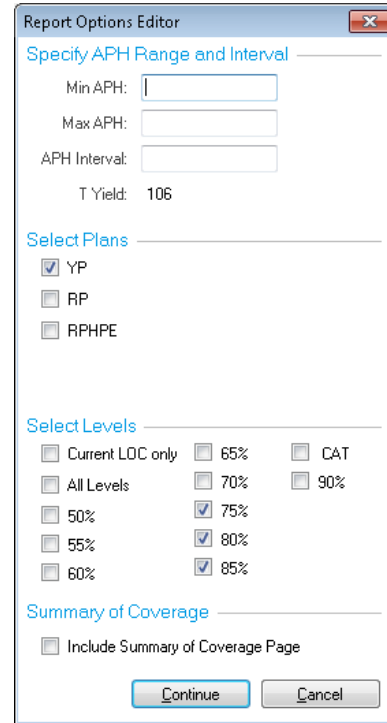 Report Options Editor
Specify APH Range and Interval
Min APH:
Max APH:
APH Interval:
T Yield: 106
Select Plans
YP
RP
RPHPE
Select Levels
Current LOC only 65% CAT
All Levels 70% 90%
50% 75%
55% 80%
60% 85%
Summary of Coverage
Include Summary of Coverage Page
Continue Cancel